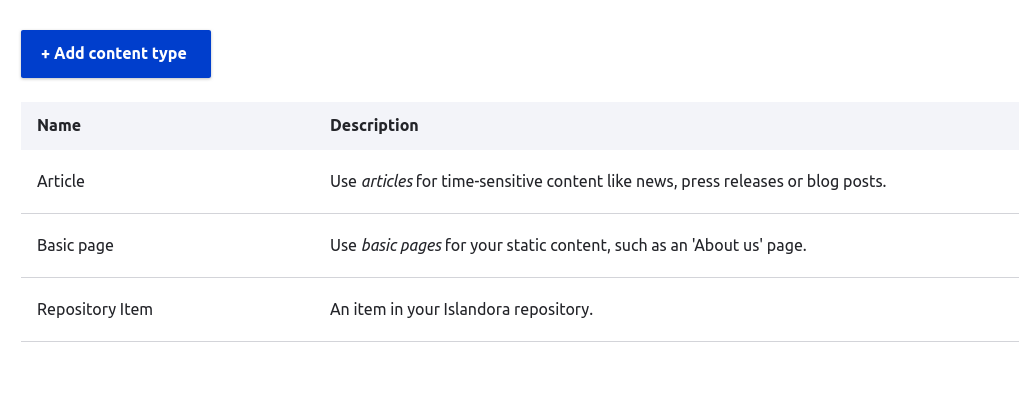 + Add content type
Name Description
Article Use articles for time-sensitive content like news, press releases or blog posts.
Basic page Use basic pages for your static content, such as an 'About us' page.
Repository Item An item in your Islandora repository.